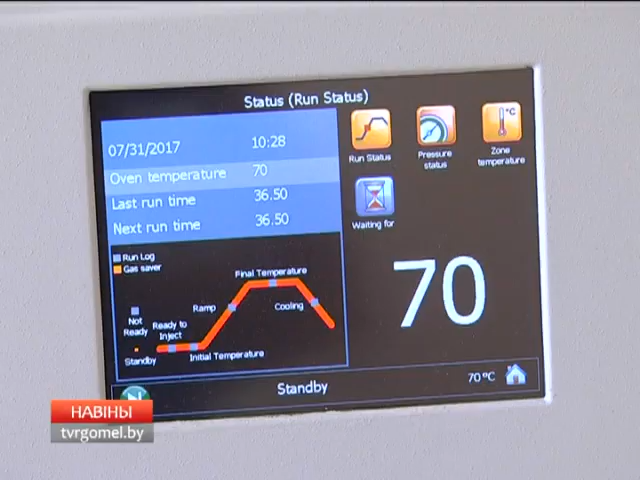 Status (Run Status)
07/31/2017 10:28
Oven temperature 70
Last run time 36.50
Next run time 36.50
Run Status
Pressure status
°C
Zone temperature
Waiting for
Run Log
Gas saver
Final Temperature
Ramp
Cooling
Not Ready
Ready to Inject
Standby
Initial Temperature
70
Standby
70 °C
НАВІНЫ
tvrgomel.by